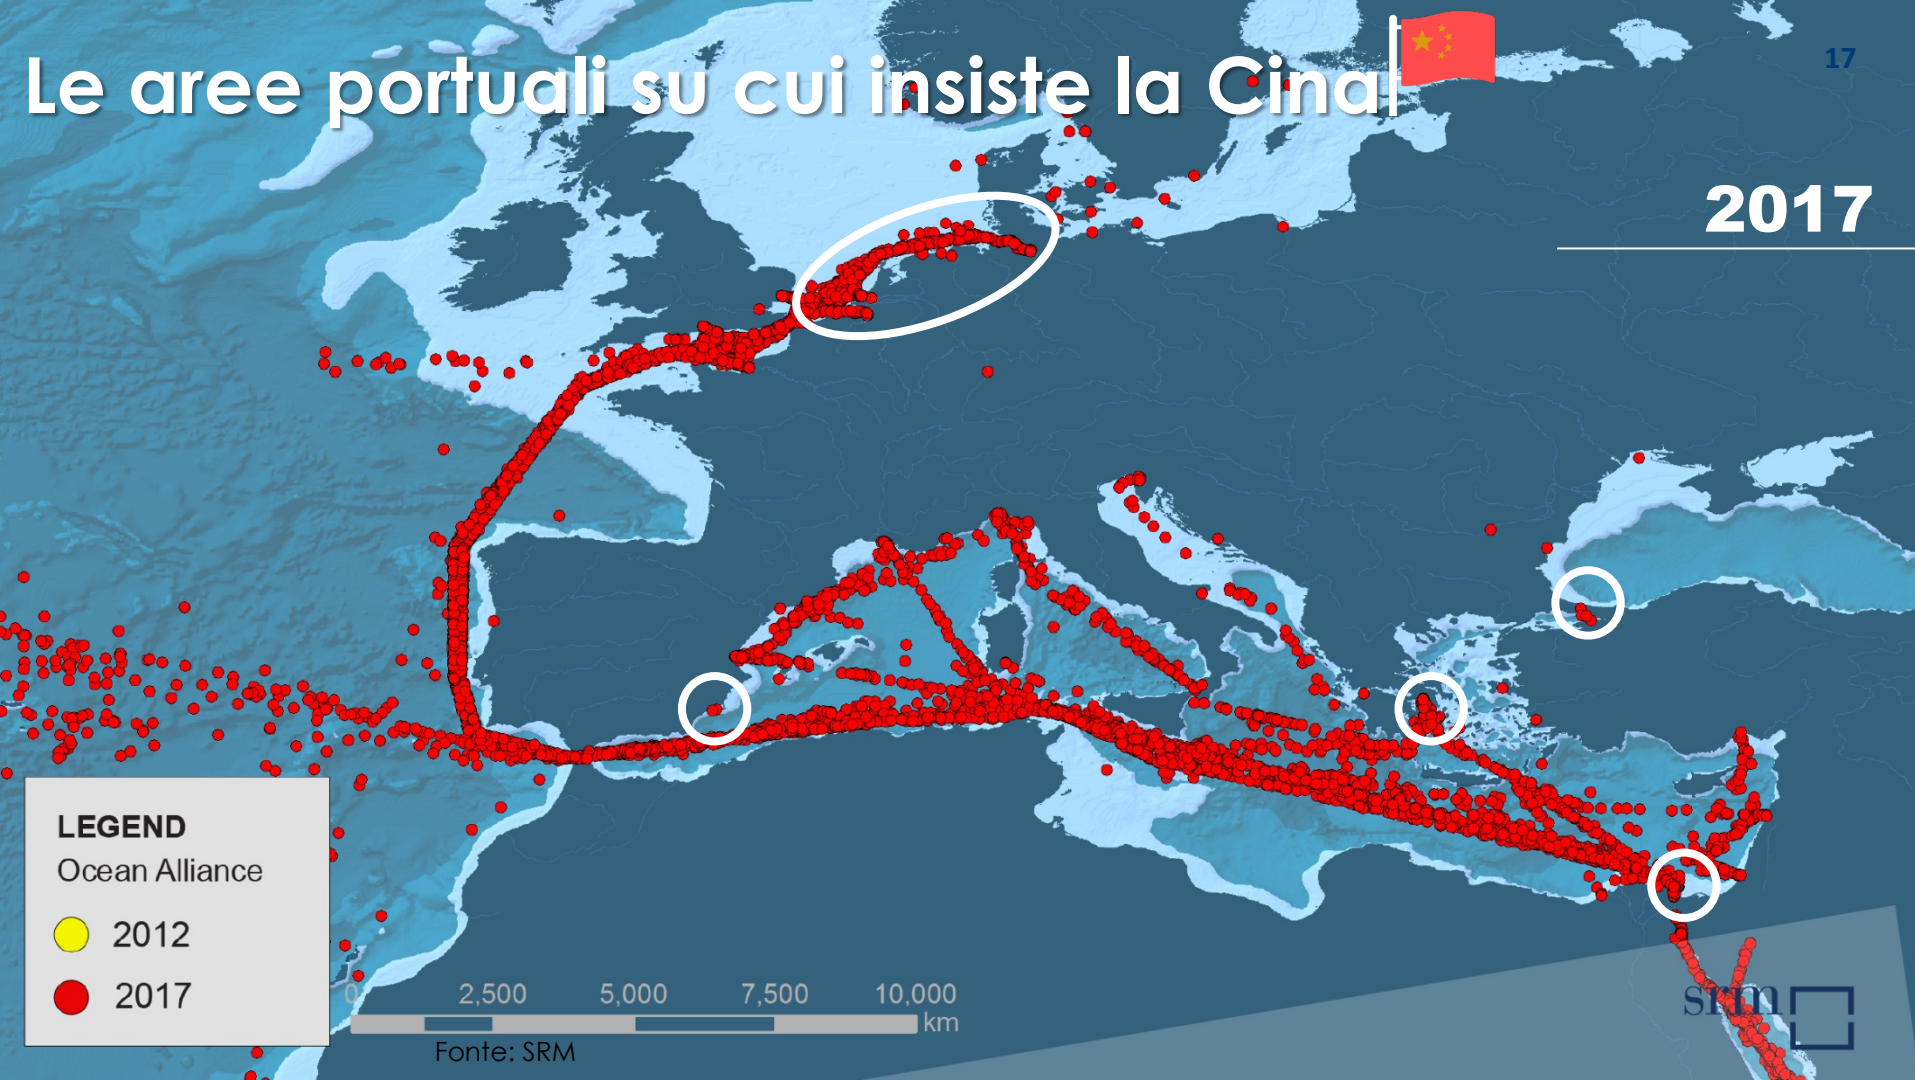 Le aree portuali su cui insiste la Cina
17
2017
LEGEND
Ocean Alliance
2012
2017
0 2,500 5,000 7,500 10,000
km
Fonte: SRM
srm